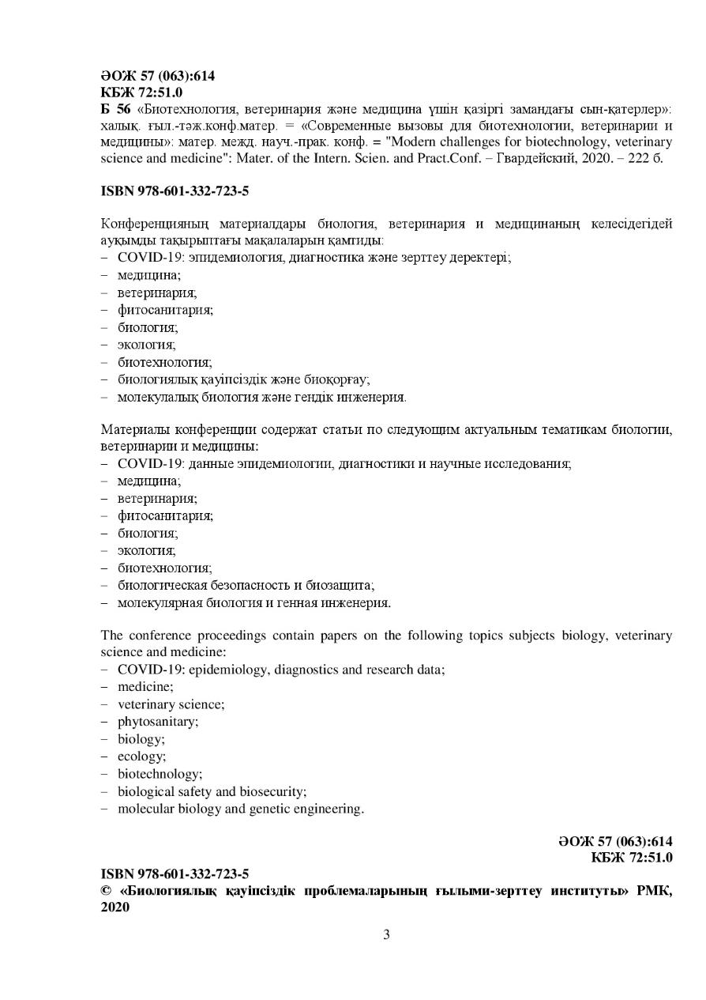 ӘОЖ 57 (063):614
КБЖ 72:51.0
Б 56 «Биотехнология, ветеринария және медицина үшін қазіргі замандағы сын-қатерлер»:
халық. ғыл.-тәж.конф.матер. = «Современные вызовы для биотехнологии, ветеринарии и
медицины»: матер. межд. науч.-прак. конф. = "Modern challenges for biotechnology, veterinary
science and medicine": Mater. of the Intern. Scien. and Pract.Conf. – Гвардейский, 2020. – 222 б.
ISBN 978-601-332-723-5
Конференцияның материалдары биология, ветеринария и медицинаның келесідегідей
ауқымды тақырыптағы мақалаларын қамтиды:
– COVID-19: эпидемиология, диагностика және зерттеу деректері;
– медицина;
– ветеринария;
– фитосанитария;
– биология;
– экология;
– биотехнология;
– биологиялық қауіпсіздік және биоқорғау;
– молекулалық биология және гендік инженерия.
Материалы конференции содержат статьи по следующим актуальным тематикам биологии,
ветеринарии и медицины:
– COVID-19: данные эпидемиологии, диагностики и научные исследования;
– медицина;
– ветеринария;
– фитосанитария;
– биология;
– экология;
– биотехнология;
– биологическая безопасность и биозащита;
– молекулярная биология и генная инженерия.
The conference proceedings contain papers on the following topics subjects biology, veterinary
science and medicine:
– COVID-19: epidemiology, diagnostics and research data;
– medicine;
– veterinary science;
– phytosanitary;
– biology;
– ecology;
– biotechnology;
– biological safety and biosecurity;
– molecular biology and genetic engineering.
ӘОЖ 57 (063):614
КБЖ 72:51.0
ISBN 978-601-332-723-5
© «Биологиялық қауіпсіздік проблемаларының ғылыми-зерттеу институты» РМК,
2020
3